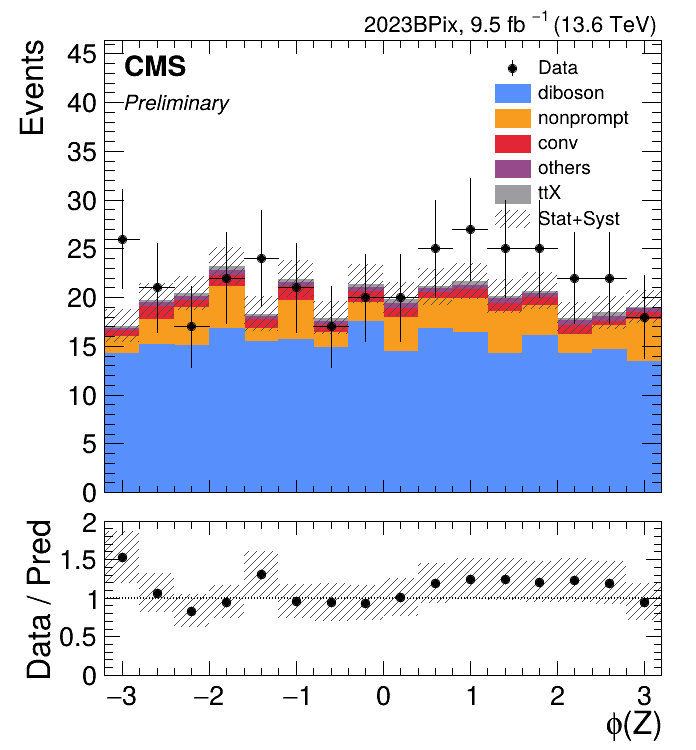 2023BPix, 9.5 fb⁻¹ (13.6 TeV)
Events
CMS
Preliminary
Data
diboson
nonprompt
conv
others
ttX
Stat+Syst
45
40
35
30
25
20
15
10
5
0
Data / Pred
2
1.5
1
0.5
0
−3 −2 −1 0 1 2 3
ϕ(Z)